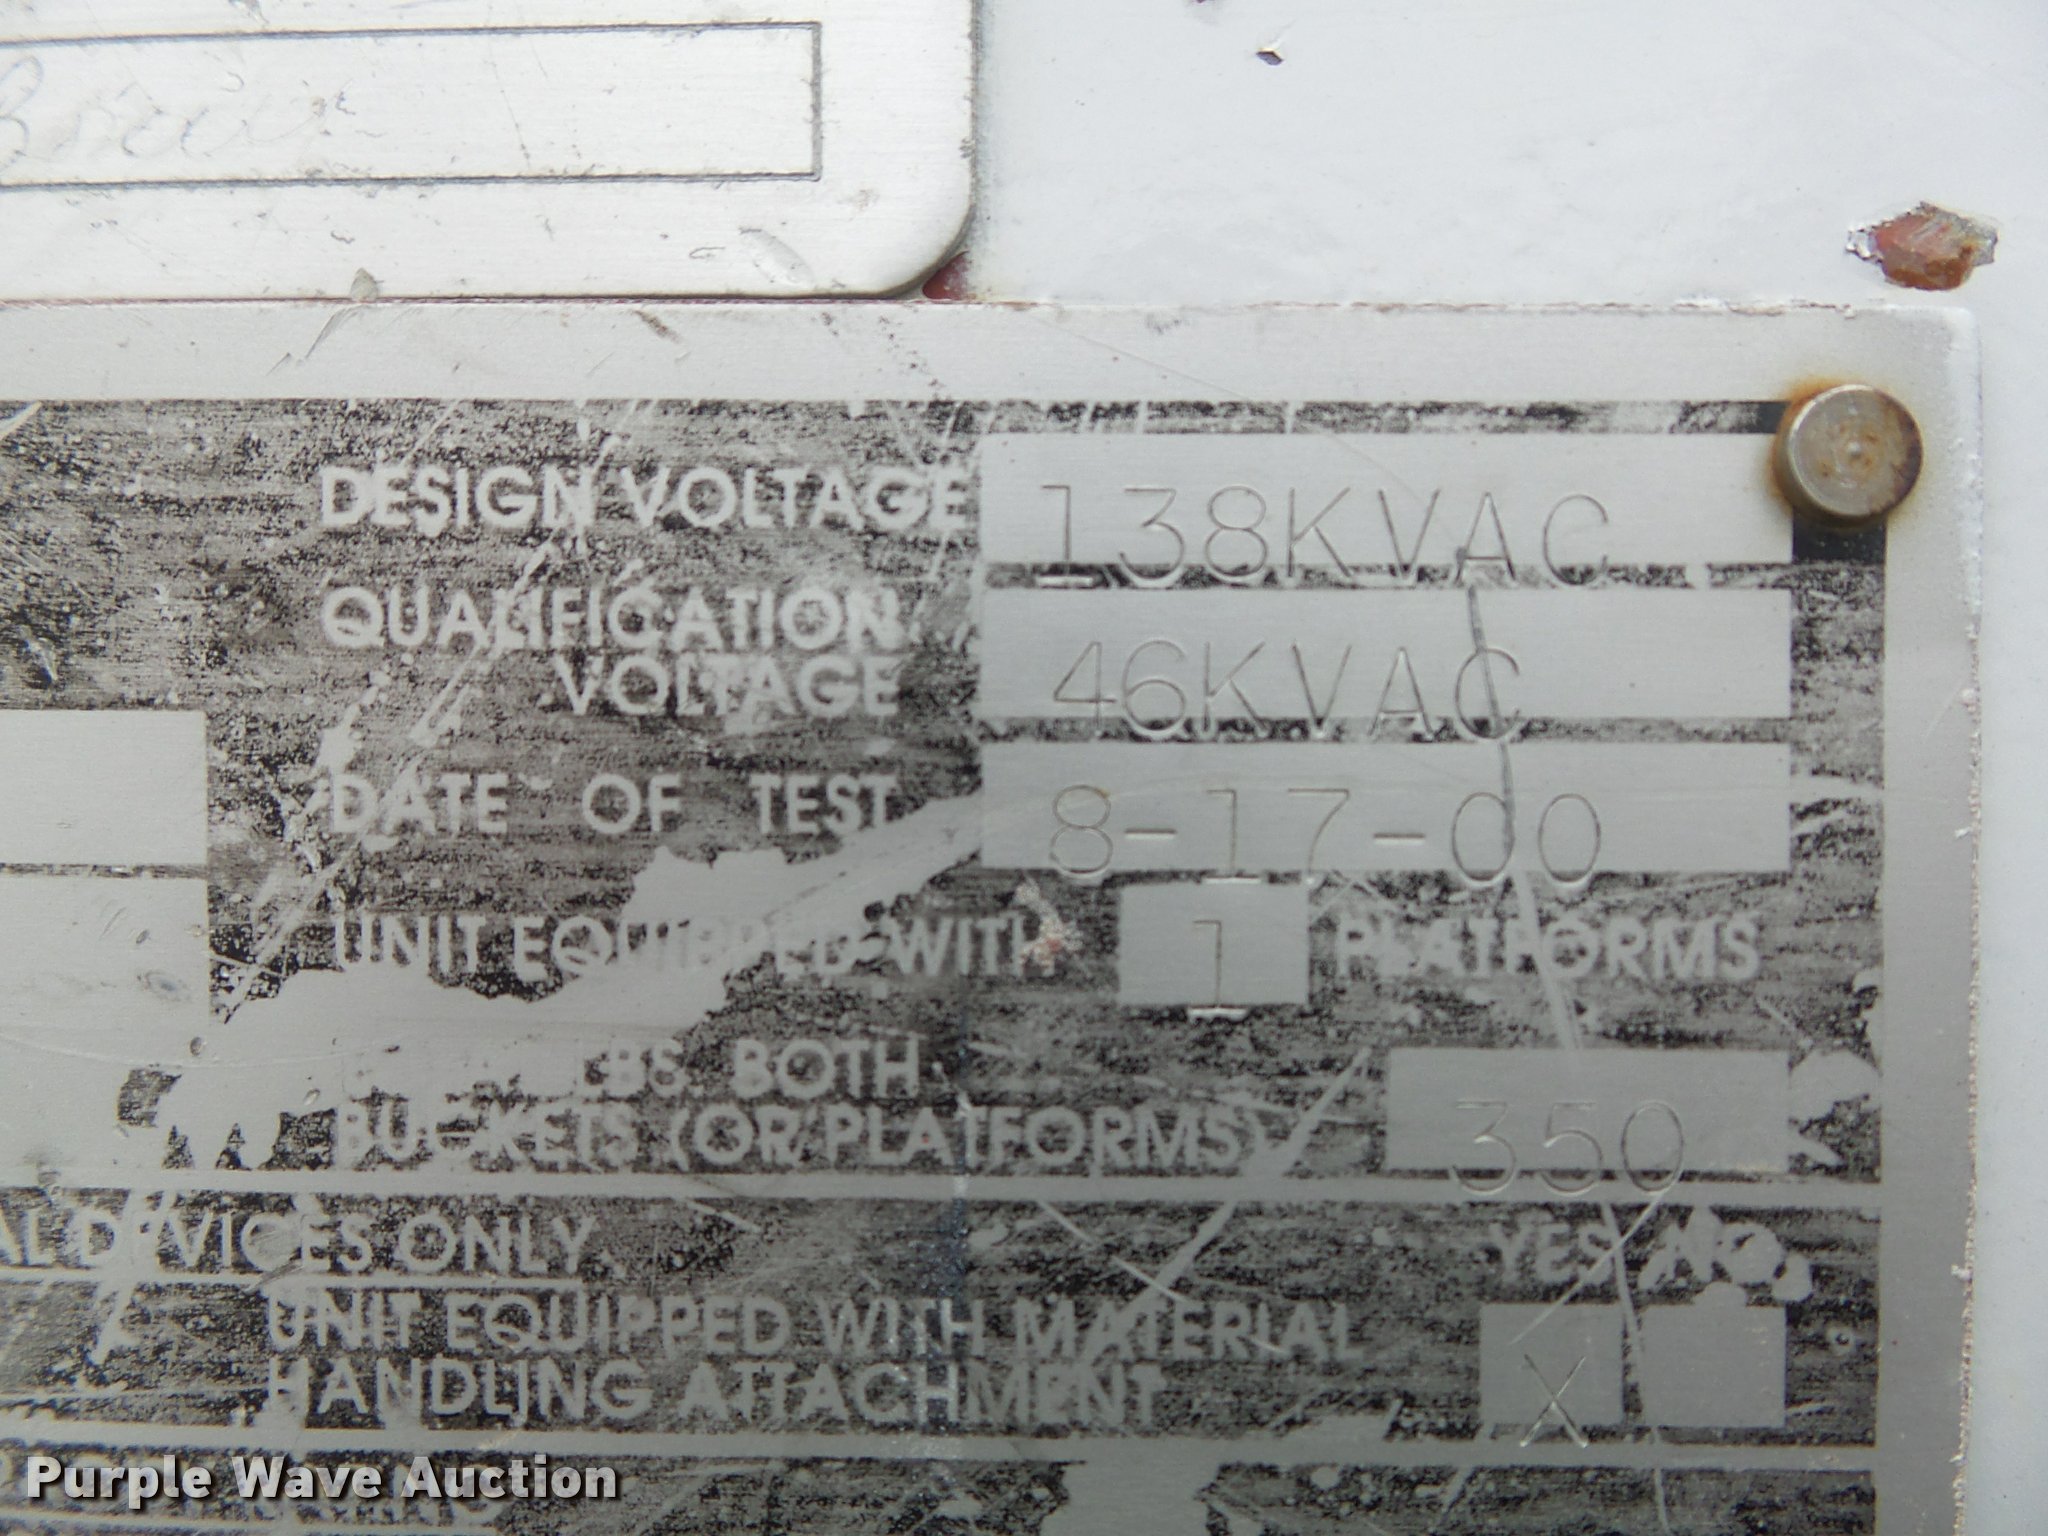 DESIGN VOLTAGE 138KVAC
QUALIFICATION
VOLTAGE 46KVAC
DATE OF TEST 8-17-00
UNIT EQUIPPED WITH 1 PLATFORMS
LBS. BOTH
BUCKETS (OR PLATFORMS) 350
DEVICES ONLY
YES NO
UNIT EQUIPPED WITH MATERIAL
HANDLING ATTACHMENT X
Purple Wave Auction